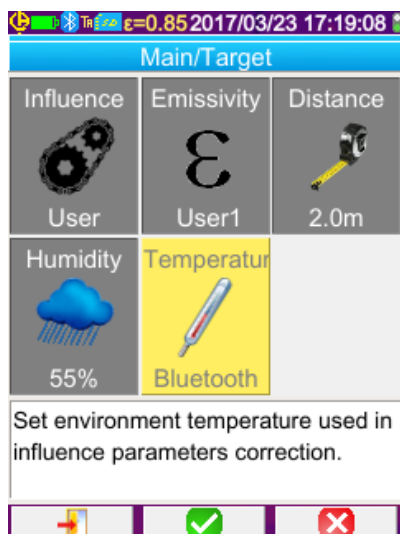 ε=0.85 2017/03/23 17:19:08
Main/Target
Influence Emissivity Distance
ε
User User1 2.0m
Humidity Temperatur
55% Bluetooth
Set environment temperature used in
influence parameters correction.